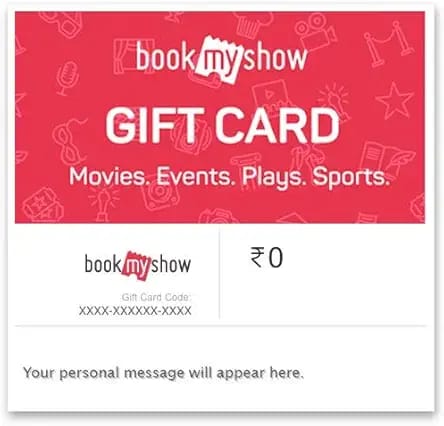 bookmyshow
GIFT CARD
Movies. Events. Plays. Sports.
bookmyshow
₹0
Gift Card Code:
XXXX-XXXXXX-XXXX
Your personal message will appear here.